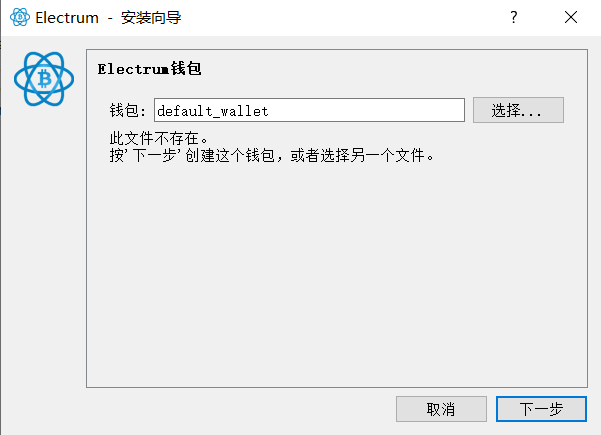 Electrum - 安装向导
Electrum钱包
钱包: default_wallet 选择...
此文件不存在。
按'下一步'创建这个钱包，或者选择另一个文件。
取消 下一步